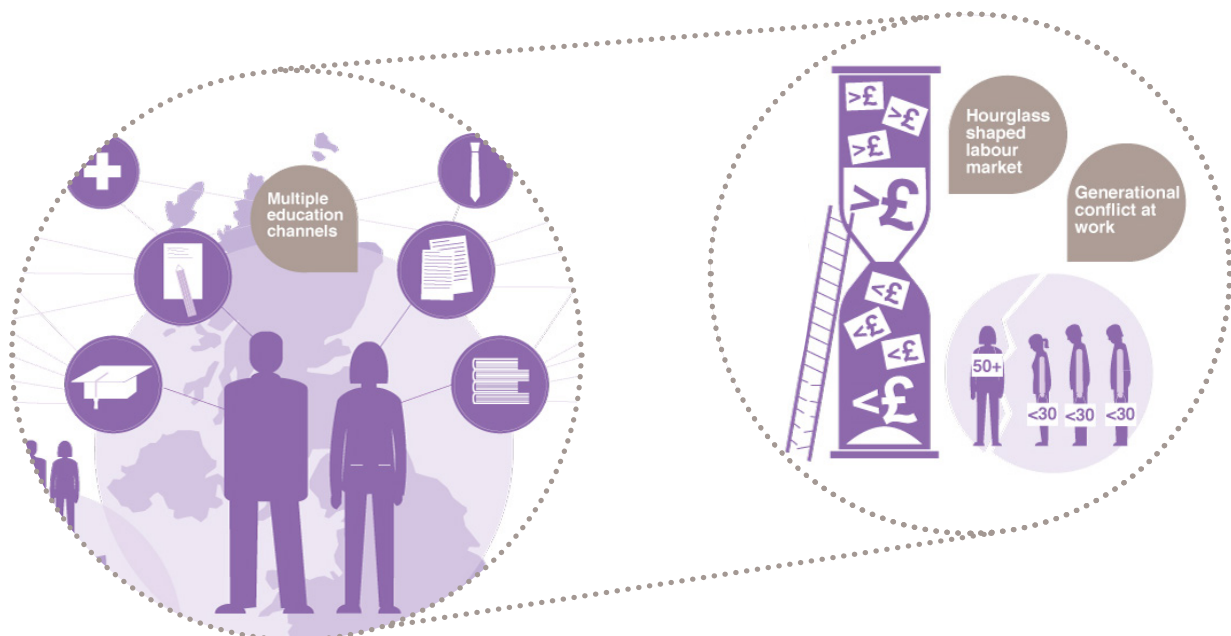 Multiple
education
channels
>£
>£
>£
>£
<£
<£
<£
<£
Hourglass
shaped
labour
market
Generational
conflict at
work
50+
<30 <30 <30